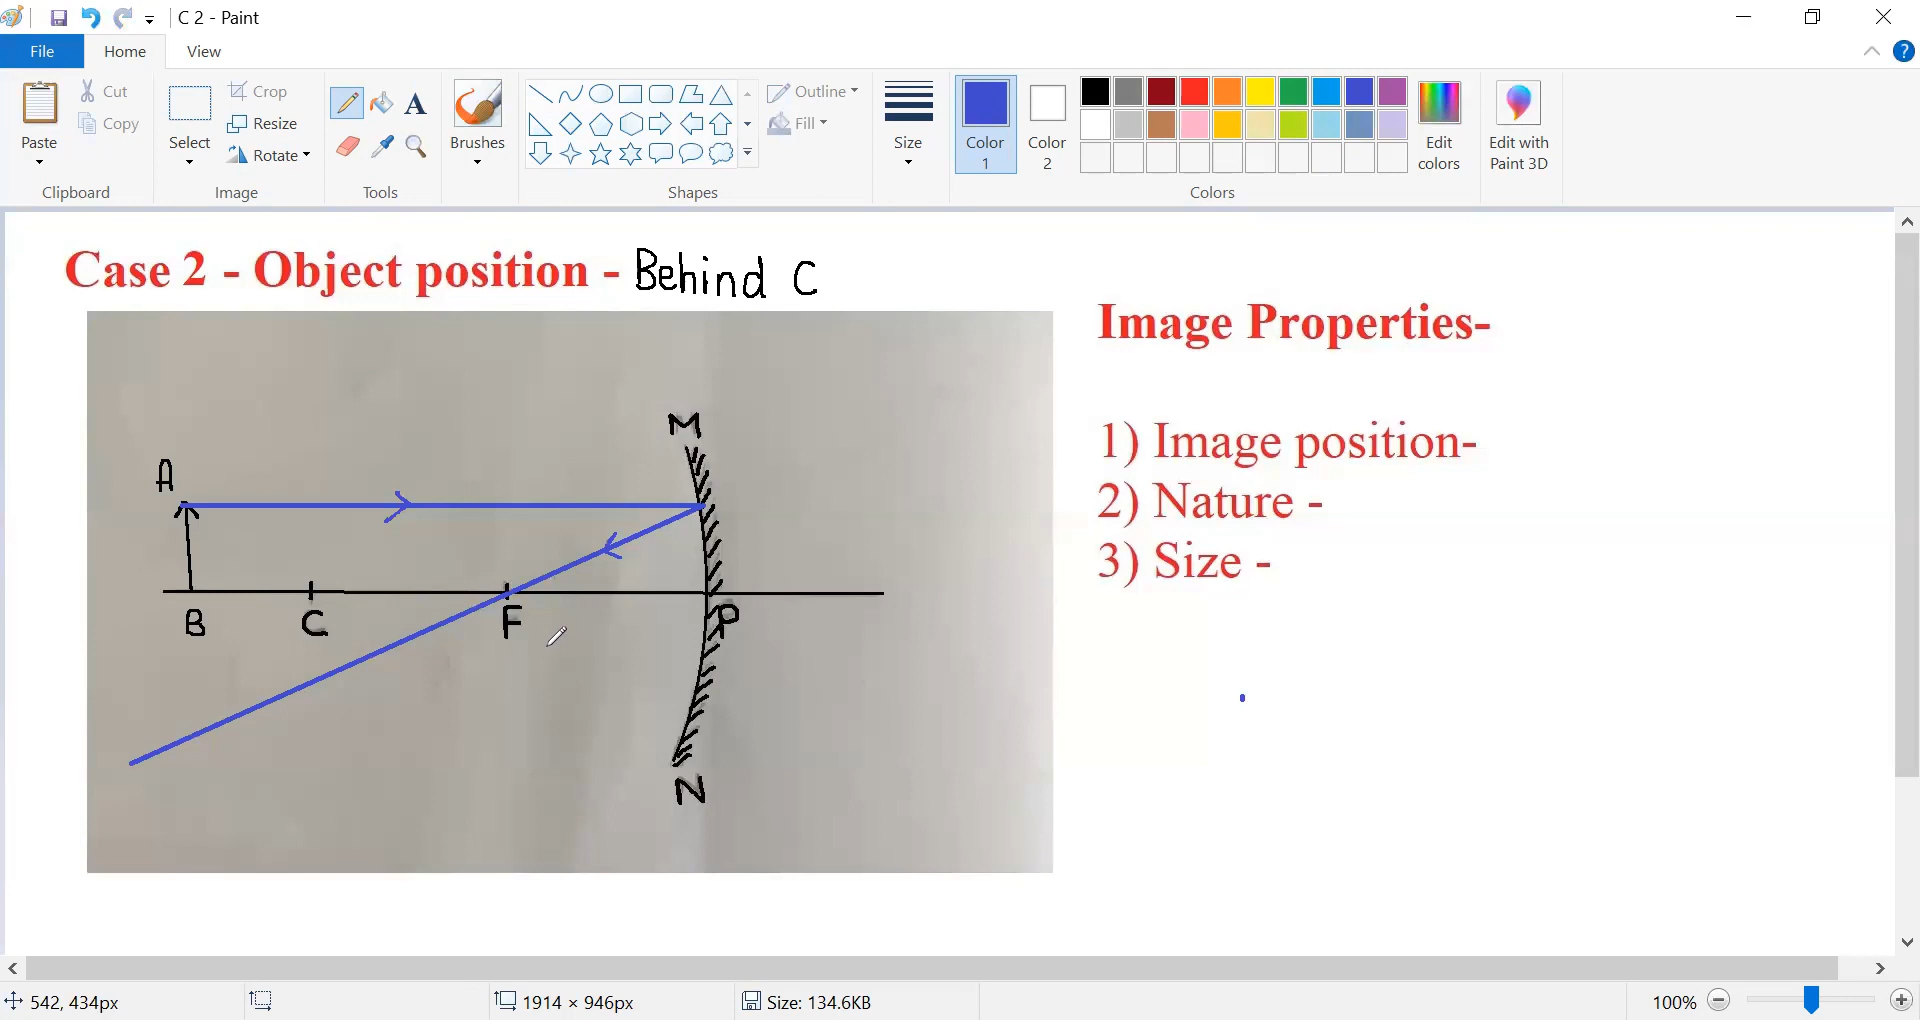 C 2 - Paint
File Home View
Paste
Cut
Copy
Clipboard
Select
Crop
Resize
Rotate
Image
A
Tools
Brushes
Shapes
Outline
Fill
Size
Color
1
Color
2
Edit
colors
Colors
Edit with
Paint 3D
?
Case 2 - Object position - Behind C
Image Properties-
1) Image position-
2) Nature -
3) Size -
M
A
B C F P
N
542, 434px
1914 × 946px
Size: 134.6KB
100%